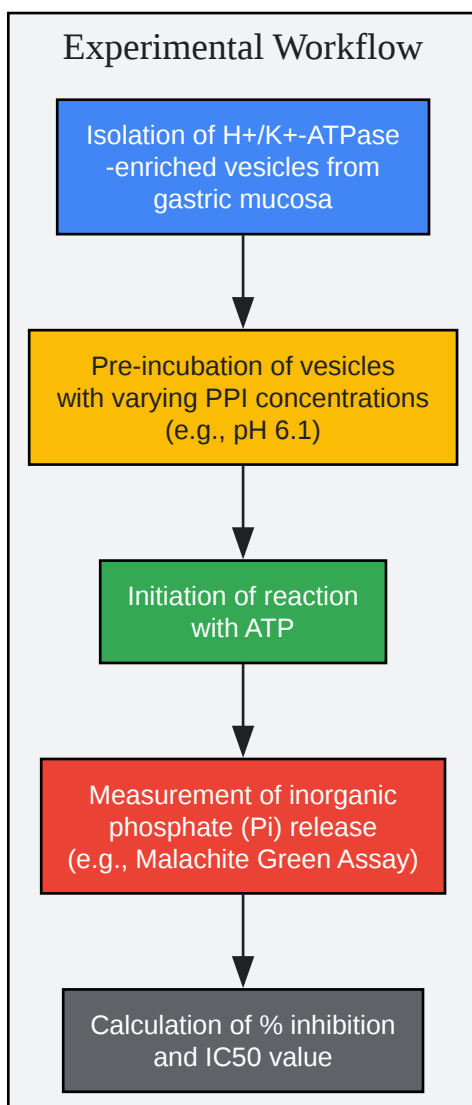 Experimental Workflow
Isolation of H+/K+-ATPase
-enriched vesicles from
gastric mucosa
Pre-incubation of vesicles
with varying PPI concentrations
(e.g., pH 6.1)
Initiation of reaction
with ATP
Measurement of inorganic
phosphate (Pi) release
(e.g., Malachite Green Assay)
Calculation of % inhibition
and IC50 value